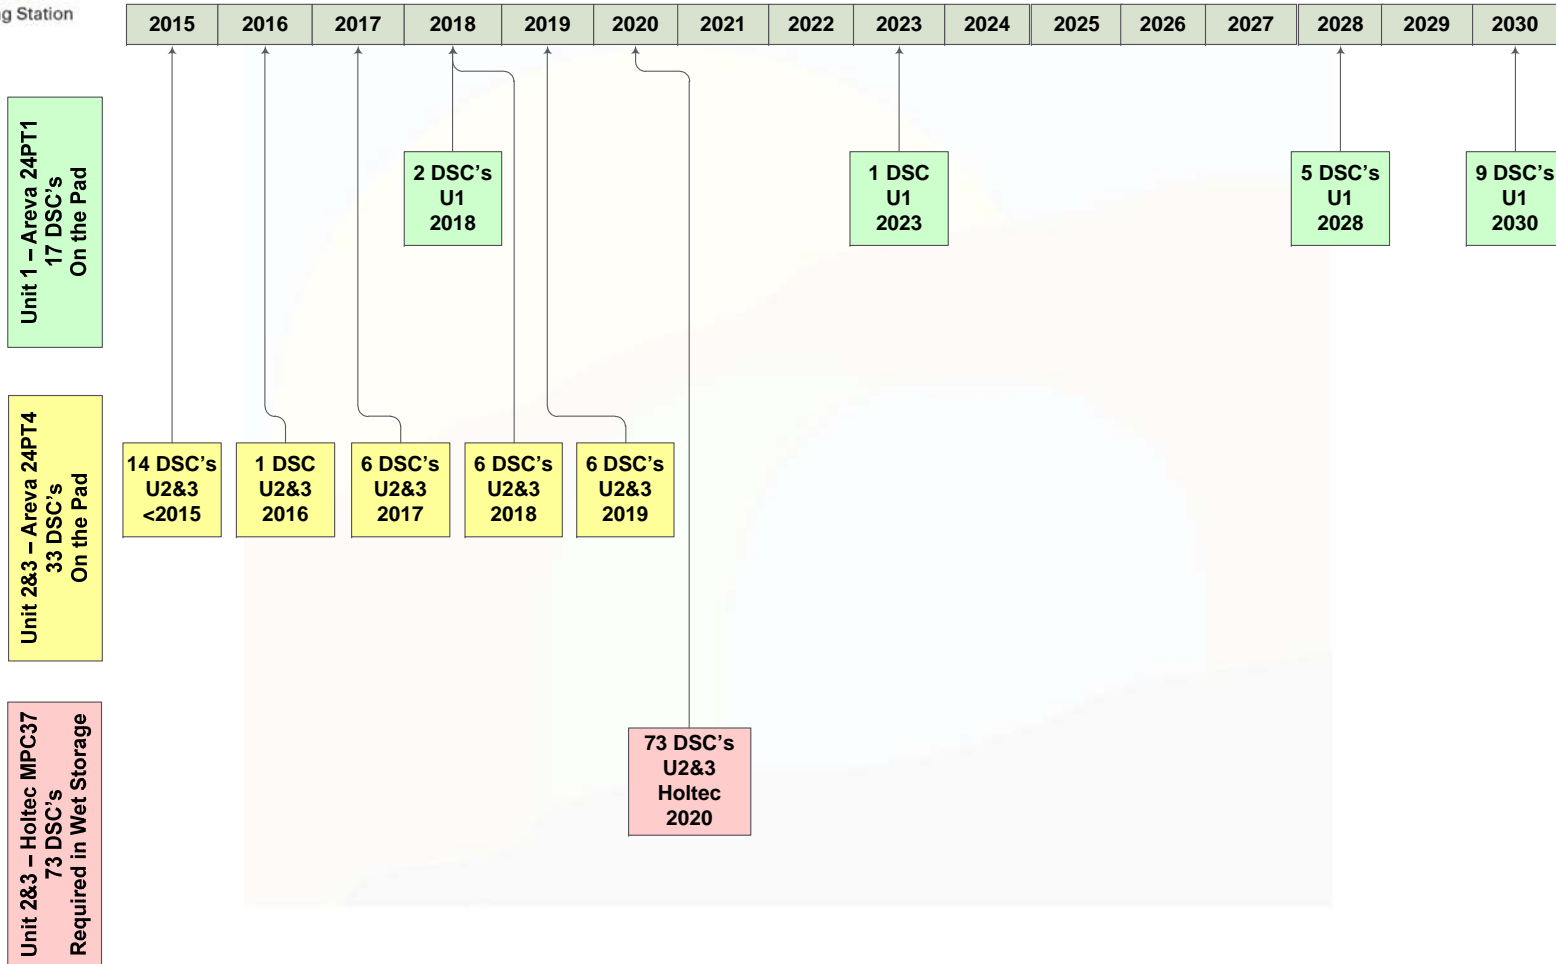 ng Station
2015 2016 2017 2018 2019 2020 2021 2022 2023 2024 2025 2026 2027 2028 2029 2030
Unit 1 – Areva 24PT1
17 DSC's
On the Pad
2 DSC's
U1
2018
1 DSC
U1
2023
5 DSC's
U1
2028
9 DSC's
U1
2030
Unit 2&3 – Areva 24PT4
33 DSC's
On the Pad
14 DSC's
U2&3
<2015
1 DSC
U2&3
2016
6 DSC's
U2&3
2017
6 DSC's
U2&3
2018
6 DSC's
U2&3
2019
Unit 2&3 – Holtec MPC37
73 DSC's
Required in Wet Storage
73 DSC's
U2&3
Holtec
2020